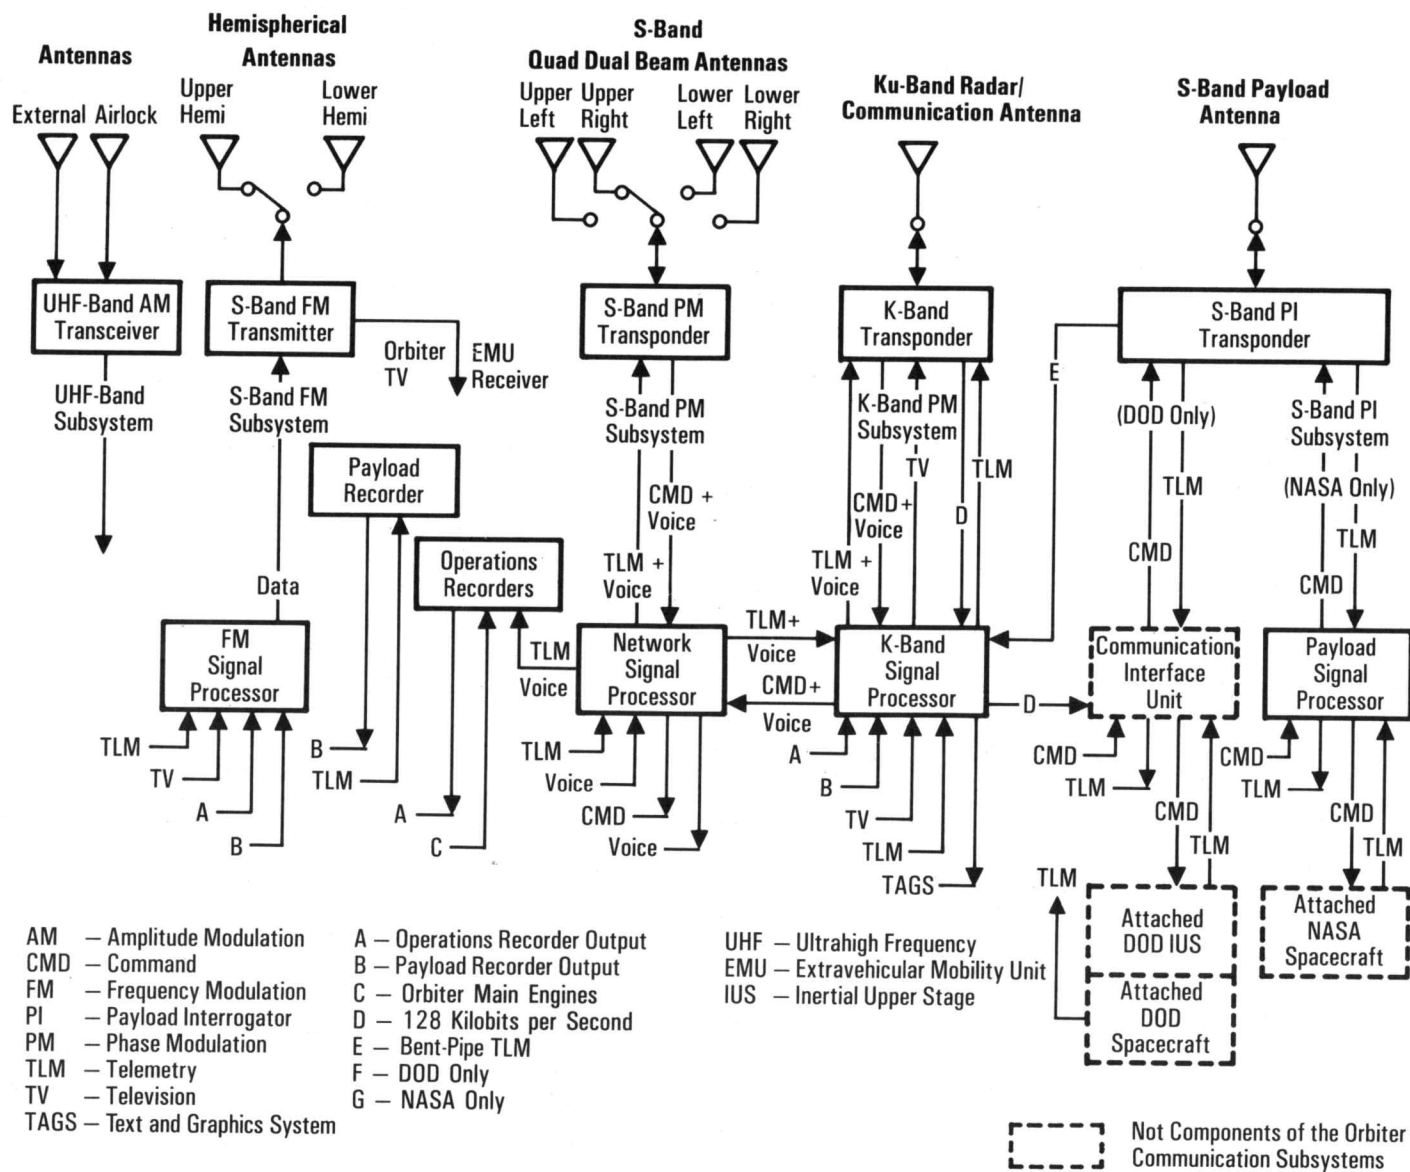 Antennas
External Airlock
Hemispherical
Antennas
Upper
Hemi
Lower
Hemi
S-Band
Quad Dual Beam Antennas
Upper
Left
Upper
Right
Lower
Left
Lower
Right
Ku-Band Radar/
Communication Antenna
S-Band Payload
Antenna
UHF-Band AM
Transceiver
S-Band FM
Transmitter
S-Band PM
Transponder
K-Band
Transponder
S-Band PI
Transponder
Orbiter
TV
EMU
Receiver
E
UHF-Band
Subsystem
S-Band FM
Subsystem
S-Band PM
Subsystem
K-Band PM
Subsystem
(DOD Only)
S-Band PI
Subsystem
(NASA Only)
Payload
Recorder
TV
TLM
TLM
CMD +
Voice
CMD+
Voice
D
TLM
Operations
Recorders
TLM +
Voice
TLM +
Voice
CMD
CMD
Data
FM
Signal
Processor
TLM
Voice
Network
Signal
Processor
TLM+
Voice
CMD+
Voice
K-Band
Signal
Processor
D
Communication
Interface
Unit
Payload
Signal
Processor
TLM
TV
A
B
B
TLM
A
C
TLM
Voice
CMD
Voice
A
B
TV
TLM
TAGS
CMD
TLM
CMD
TLM
CMD
TLM
CMD
TLM
TLM
Attached
DOD IUS
Attached
DOD
Spacecraft
Attached
NASA
Spacecraft
AM – Amplitude Modulation
CMD – Command
FM – Frequency Modulation
PI – Payload Interrogator
PM – Phase Modulation
TLM – Telemetry
TV – Television
TAGS – Text and Graphics System
A – Operations Recorder Output
B – Payload Recorder Output
C – Orbiter Main Engines
D – 128 Kilobits per Second
E – Bent-Pipe TLM
F – DOD Only
G – NASA Only
UHF – Ultrahigh Frequency
EMU – Extravehicular Mobility Unit
IUS – Inertial Upper Stage
Not Components of the Orbiter
Communication Subsystems